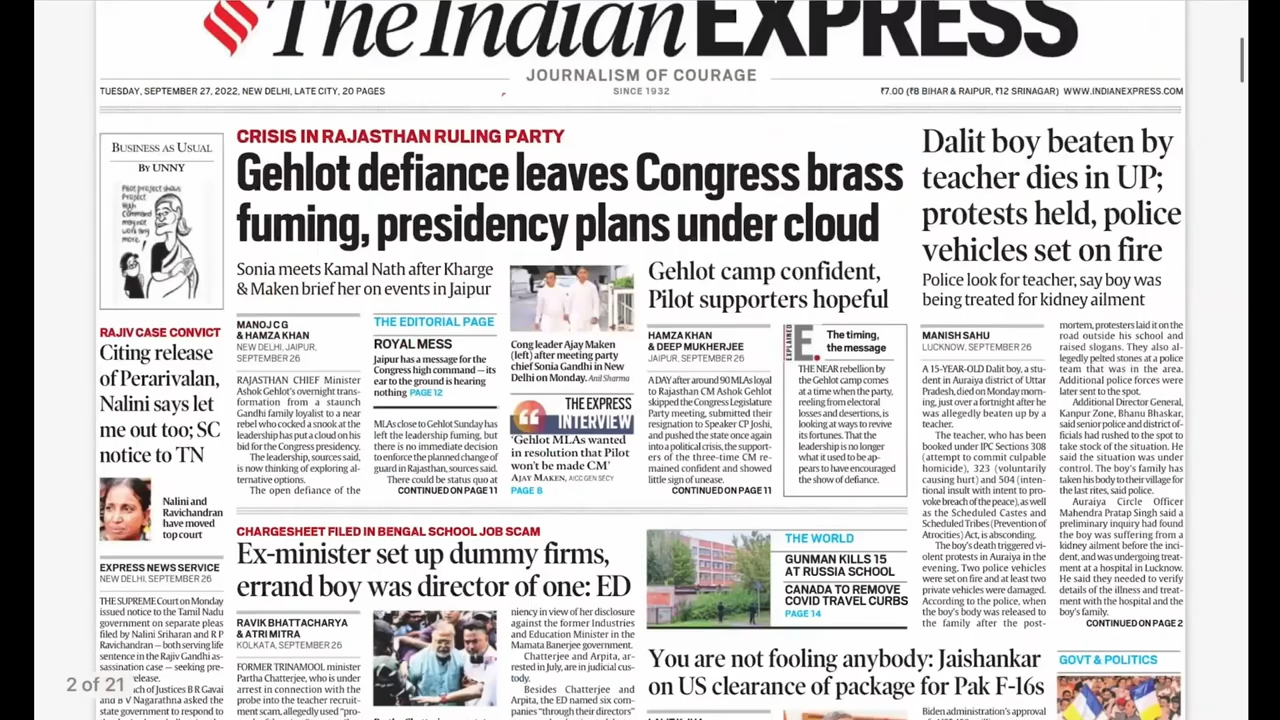 The Indian EXPRESS
JOURNALISM OF COURAGE
TUESDAY, SEPTEMBER 27, 2022, NEW DELHI, LATE CITY, 20 PAGES
SINCE 1932
₹7.00 (₹8 BIHAR & RAIPUR, ₹12 SRINAGAR) WWW.INDIANEXPRESS.COM
BUSINESS AS USUAL
BY UNNY
Pilot project shows
Project
High
Command
may not
work any
more!
RAJIV CASE CONVICT
Citing release
of Perarivalan,
Nalini says let
me out too; SC
notice to TN
Nalini and
Ravichandran
have moved
top court
EXPRESS NEWS SERVICE
NEW DELHI, SEPTEMBER 26
THE SUPREME Court on Monday
issued notice to the Tamil Nadu
government on separate pleas
filed by Nalini Sriharan and R P
Ravichandran — both serving life
sentence in the Rajiv Gandhi as-
sassination case — seeking pre-
release.
ch of Justices B R Gavai
and B V Nagarathna asked the
state government to respond to
2 of 21
CRISIS IN RAJASTHAN RULING PARTY
Gehlot defiance leaves Congress brass
fuming, presidency plans under cloud
Sonia meets Kamal Nath after Kharge
& Maken brief her on events in Jaipur
MANOJ C G
& HAMZA KHAN
NEW DELHI, JAIPUR,
SEPTEMBER 26
RAJASTHAN CHIEF Minister
Ashok Gehlot's overnight trans-
formation from a staunch
Gandhi family loyalist to a near
rebel who cocked a snook at the
leadership has put a cloud on his
bid for the Congress presidency.
The leadership, sources said,
is now thinking of exploring al-
ternative options.
The open defiance of the
THE EDITORIAL PAGE
ROYAL MESS
Jaipur has a message for the
Congress high command — its
ear to the ground is hearing
nothing PAGE 12
MLAs close to Gehlot Sunday has
left the leadership fuming, but
there is no immediate decision
to enforce the planned change of
guard in Rajasthan, sources said.
There could be status quo at
CONTINUED ON PAGE 11
Cong leader Ajay Maken
(left) after meeting party
chief Sonia Gandhi in New
Delhi on Monday. Anil Sharma
THE EXPRESS
INTERVIEW
'Gehlot MLAs wanted
in resolution that Pilot
won't be made CM'
AJAY MAKEN, AICC GEN SECY
PAGE 8
Gehlot camp confident,
Pilot supporters hopeful
HAMZA KHAN
& DEEP MUKHERJEE
JAIPUR, SEPTEMBER 26
A DAY after around 90 MLAs loyal
to Rajasthan CM Ashok Gehlot
skipped the Congress Legislature
Party meeting, submitted their
resignation to Speaker CP Joshi,
and pushed the state once again
into a political crisis, the support-
ers of the three-time CM re-
mained confident and showed
little sign of unease.
CONTINUED ON PAGE 11
EXPLAINED
E.
The timing,
the message
THE NEAR rebellion by
the Gehlot camp comes
at a time when the party,
reeling from electoral
losses and desertions, is
looking at ways to revive
its fortunes. That the
leadership is no longer
what it used to be ap-
pears to have encouraged
the show of defiance.
CHARGESHEET FILED IN BENGAL SCHOOL JOB SCAM
Ex-minister set up dummy firms,
errand boy was director of one: ED
RAVIK BHATTACHARYA
& ATRI MITRA
KOLKATA, SEPTEMBER 26
FORMER TRINAMOOL minister
Partha Chatterjee, who is under
arrest in connection with the
probe into the teacher recruit-
ment scam, allegedly used "pro-
niency in view of her disclosure
against the former Industries
and Education Minister in the
Mamata Banerjee government.
Chatterjee and Arpita, ar-
rested in July, are in judicial cus-
tody.
Besides Chatterjee and
Arpita, the ED named six com-
panies "through their directors"
THE WORLD
GUNMAN KILLS 15
AT RUSSIA SCHOOL
CANADA TO REMOVE
COVID TRAVEL CURBS
PAGE 14
You are not fooling anybody: Jaishankar
on US clearance of package for Pak F-16s
Biden administration's approval
Dalit boy beaten by
teacher dies in UP;
protests held, police
vehicles set on fire
Police look for teacher, say boy was
being treated for kidney ailment
MANISH SAHU
LUCKNOW, SEPTEMBER 26
A 15-YEAR-OLD Dalit boy, a stu-
dent in Auraiya district of Uttar
Pradesh, died on Monday morn-
ing, just over a fortnight after he
was allegedly beaten up by a
teacher.
The teacher, who has been
booked under IPC Sections 308
(attempt to commit culpable
homicide), 323 (voluntarily
causing hurt) and 504 (inten-
tional insult with intent to pro-
voke breach of the peace), as well
as the Scheduled Castes and
Scheduled Tribes (Prevention of
Atrocities) Act, is absconding.
The boy's death triggered vi-
olent protests in Auraiya in the
evening. Two police vehicles
were set on fire and at least two
private vehicles were damaged.
According to the police, when
the boy's body was released to
the family after the post-
mortem, protesters laid it on the
road outside his school and
raised slogans. They also al-
legedly pelted stones at a police
team that was in the area.
Additional police forces were
later sent to the spot.
Additional Director General,
Kanpur Zone, Bhanu Bhaskar,
said senior police and district of-
ficials had rushed to the spot to
take stock of the situation. He
said the situation was under
control. The boy's family has
taken his body to their village for
the last rites, said police.
Auraiya Circle Officer
Mahendra Pratap Singh said a
preliminary inquiry had found
the boy was suffering from a
kidney ailment before the inci-
dent, and was undergoing treat-
ment at a hospital in Lucknow.
He said they needed to verify
details of the illness and treat-
ment with the hospital and the
boy's family.
CONTINUED ON PAGE 2
GOVT & POLITICS